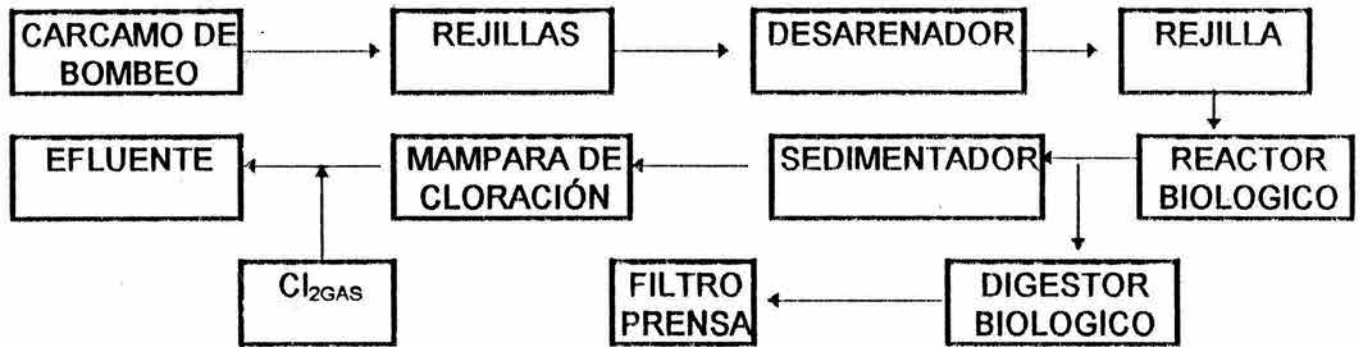 CARCAMO DE
BOMBEO
REJILLAS
DESARENADOR
REJILLA
EFLUENTE
MAMPARA DE
CLORACIÓN
SEDIMENTADOR
REACTOR
BIOLOGICO
Cl₂GAS
FILTRO
PRENSA
DIGESTOR
BIOLOGICO